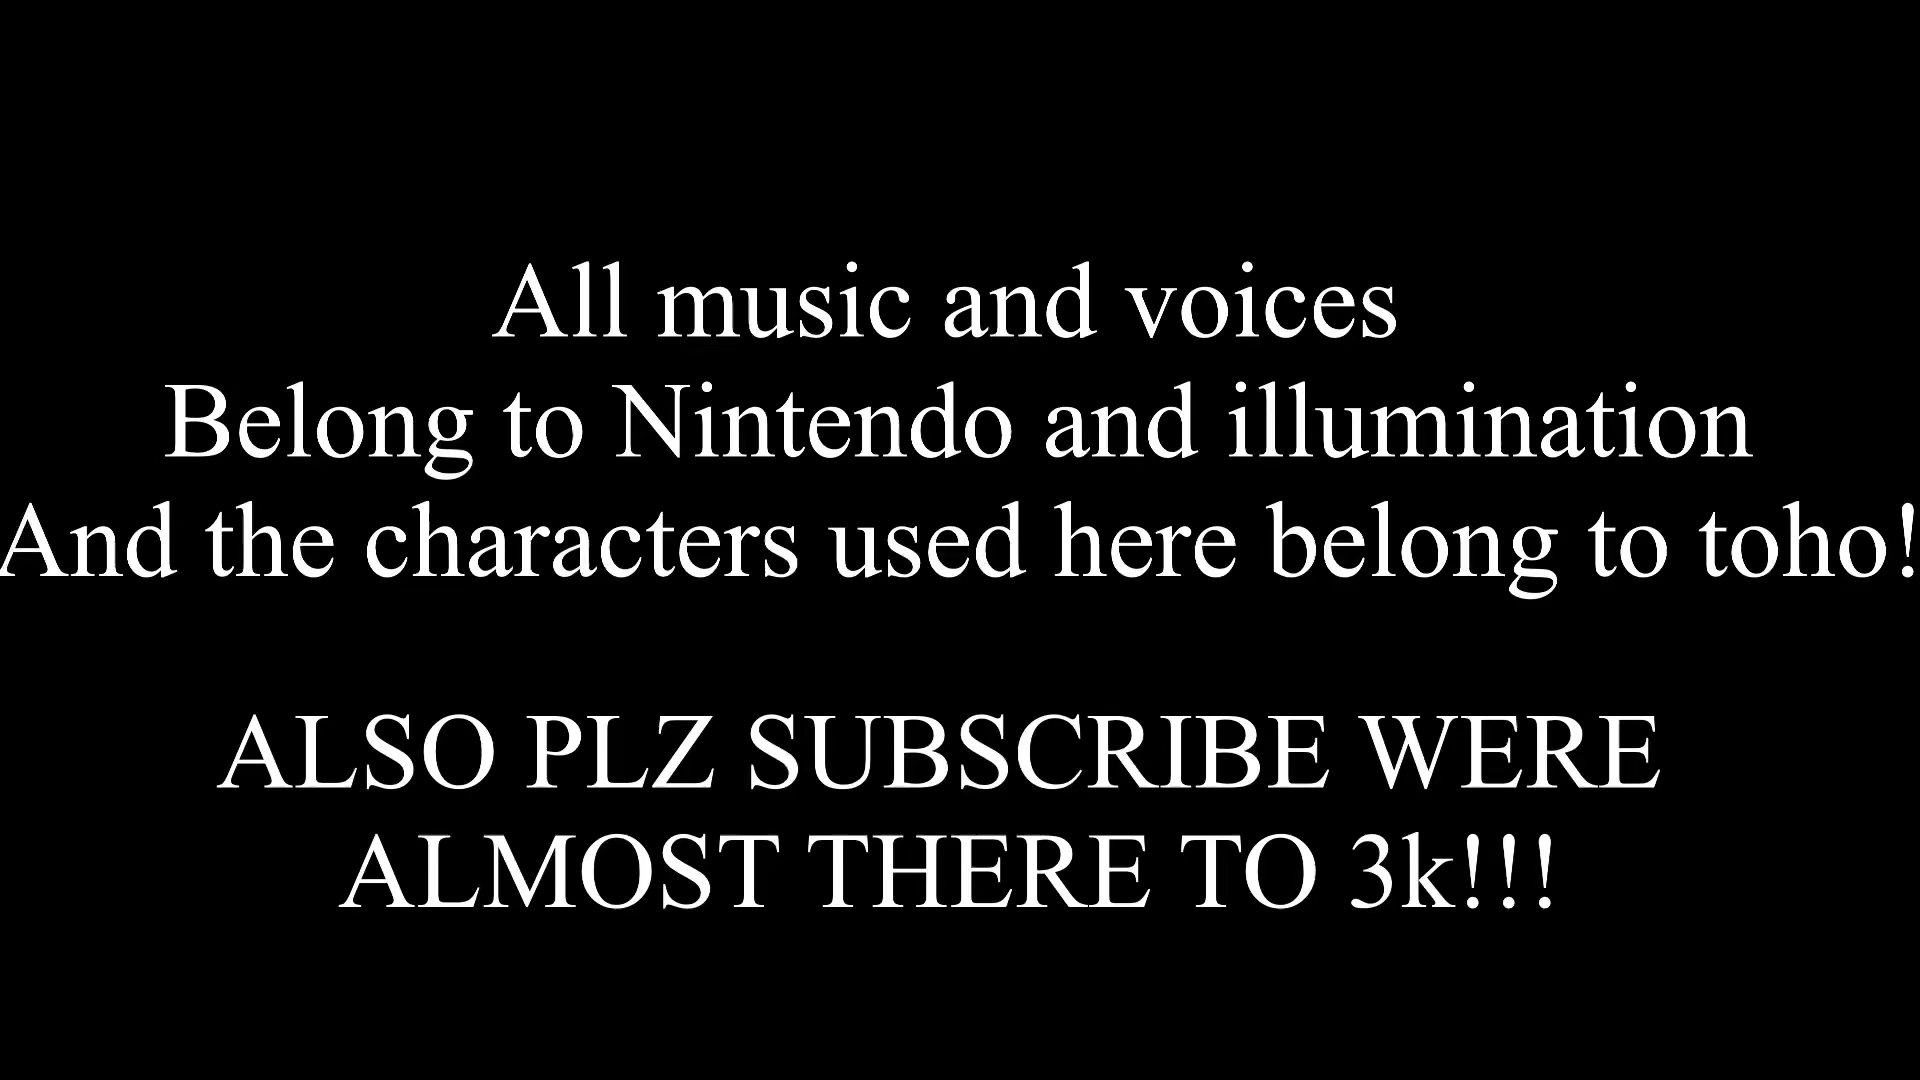 All music and voices
Belong to Nintendo and illumination
And the characters used here belong to toho!
ALSO PLZ SUBSCRIBE WERE
ALMOST THERE TO 3k!!!